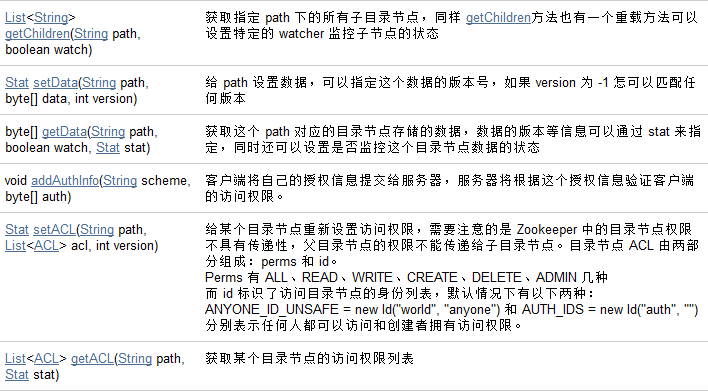 List<String>
getChildren(String path,
boolean watch)
获取指定 path 下的所有子目录节点，同样 getChildren方法也有一个重载方法可以
设置特定的 watcher 监控子节点的状态
Stat setData(String path,
byte[] data, int version)
给 path 设置数据，可以指定这个数据的版本号，如果 version 为 -1 怎可以匹配任
何版本
byte[] getData(String path,
boolean watch, Stat stat)
获取这个 path 对应的目录节点存储的数据，数据的版本等信息可以通过 stat 来指
定，同时还可以设置是否监控这个目录节点数据的状态
void addAuthInfo(String scheme,
byte[] auth)
客户端将自己的授权信息提交给服务器，服务器将根据这个授权信息验证客户端
的访问权限。
Stat setACL(String path,
List<ACL> acl, int version)
给某个目录节点重新设置访问权限，需要注意的是 Zookeeper 中的目录节点权限
不具有传递性，父目录节点的权限不能传递给子目录节点。目录节点 ACL 由两部
分组成：perms 和 id。
Perms 有 ALL、READ、WRITE、CREATE、DELETE、ADMIN 几种
而 id 标识了访问目录节点的身份列表，默认情况下有以下两种：
ANYONE_ID_UNSAFE = new Id("world", "anyone") 和 AUTH_IDS = new Id("auth", "")
分别表示任何人都可以访问和创建者拥有访问权限。
List<ACL> getACL(String path,
Stat stat)
获取某个目录节点的访问权限列表